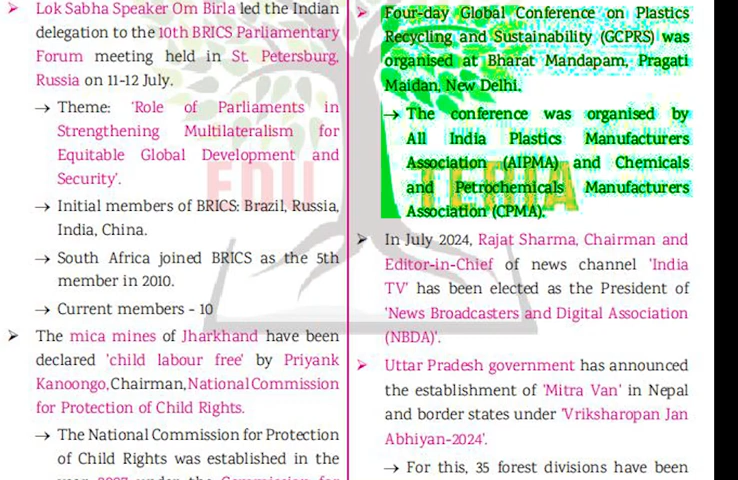 ➢ Lok Sabha Speaker Om Birla led the Indian
delegation to the 10th BRICS Parliamentary
Forum meeting held in St. Petersburg,
Russia on 11-12 July.
→ Theme: 'Role of Parliaments in
Strengthening Multilateralism for
Equitable Global Development and
Security'.
→ Initial members of BRICS: Brazil, Russia,
India, China.
→ South Africa joined BRICS as the 5th
member in 2010.
→ Current members - 10
➢ The mica mines of Jharkhand have been
declared 'child labour free' by Priyank
Kanoongo, Chairman, National Commission
for Protection of Child Rights.
→ The National Commission for Protection
of Child Rights was established in the
year 2007 under the Commission for
➢ Four-day Global Conference on Plastics
Recycling and Sustainability (GCPRS) was
organised at Bharat Mandapam, Pragati
Maidan, New Delhi.
→ The conference was organised by
All India Plastics Manufacturers
Association (AIPMA) and Chemicals
and Petrochemicals Manufacturers
Association (CPMA).
➢ In July 2024, Rajat Sharma, Chairman and
Editor-in-Chief of news channel 'India
TV' has been elected as the President of
'News Broadcasters and Digital Association
(NBDA)'.
➢ Uttar Pradesh government has announced
the establishment of 'Mitra Van' in Nepal
and border states under 'Vriksharopan Jan
Abhiyan-2024'.
→ For this, 35 forest divisions have been
EDU TERIA